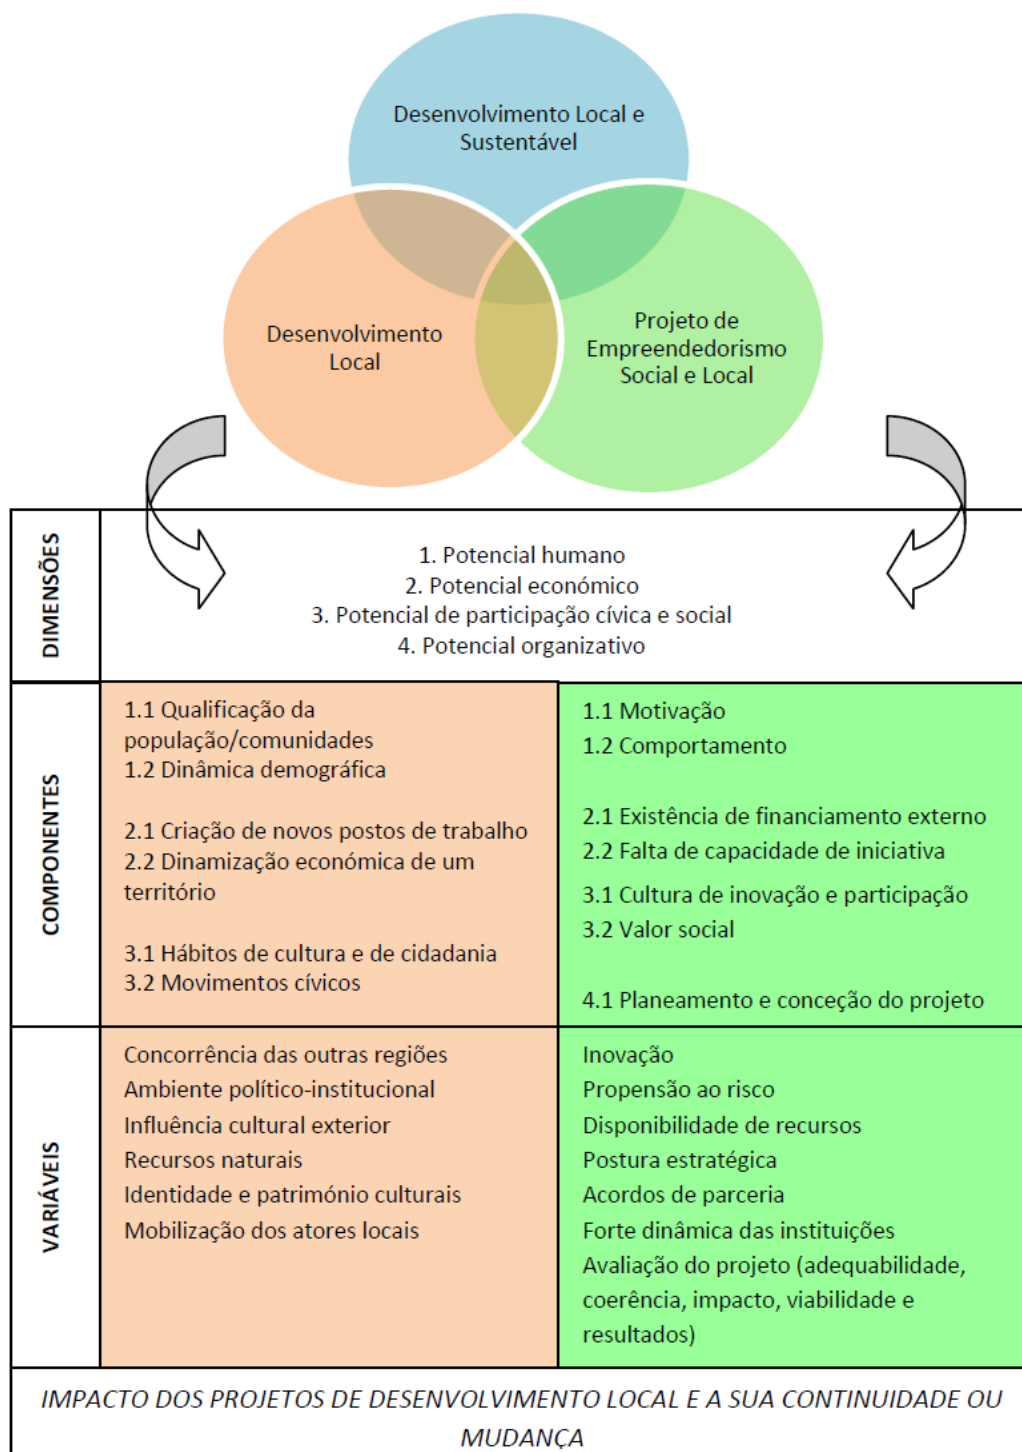 Desenvolvimento Local e
Sustentável
Desenvolvimento
Local
Projeto de
Empreendedorismo
Social e Local
DIMENSÕES
1. Potencial humano
2. Potencial económico
3. Potencial de participação cívica e social
4. Potencial organizativo
COMPONENTES
1.1 Qualificação da
população/comunidades
1.2 Dinâmica demográfica
2.1 Criação de novos postos de trabalho
2.2 Dinamização económica de um
território
3.1 Hábitos de cultura e de cidadania
3.2 Movimentos cívicos
1.1 Motivação
1.2 Comportamento
2.1 Existência de financiamento externo
2.2 Falta de capacidade de iniciativa
3.1 Cultura de inovação e participação
3.2 Valor social
4.1 Planeamento e conceção do projeto
VARIÁVEIS
Concorrência das outras regiões
Ambiente político-institucional
Influência cultural exterior
Recursos naturais
Identidade e património culturais
Mobilização dos atores locais
Inovação
Propensão ao risco
Disponibilidade de recursos
Postura estratégica
Acordos de parceria
Forte dinâmica das instituições
Avaliação do projeto (adequabilidade,
coerência, impacto, viabilidade e
resultados)
IMPACTO DOS PROJETOS DE DESENVOLVIMENTO LOCAL E A SUA CONTINUIDADE OU
MUDANÇA